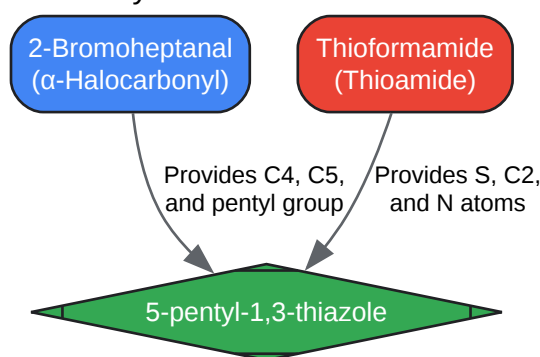 2-Bromoheptanal
(α-Halocarbonyl)
Thioformamide
(Thioamide)
Provides C4, C5,
and pentyl group
Provides S, C2,
and N atoms
5-pentyl-1,3-thiazole